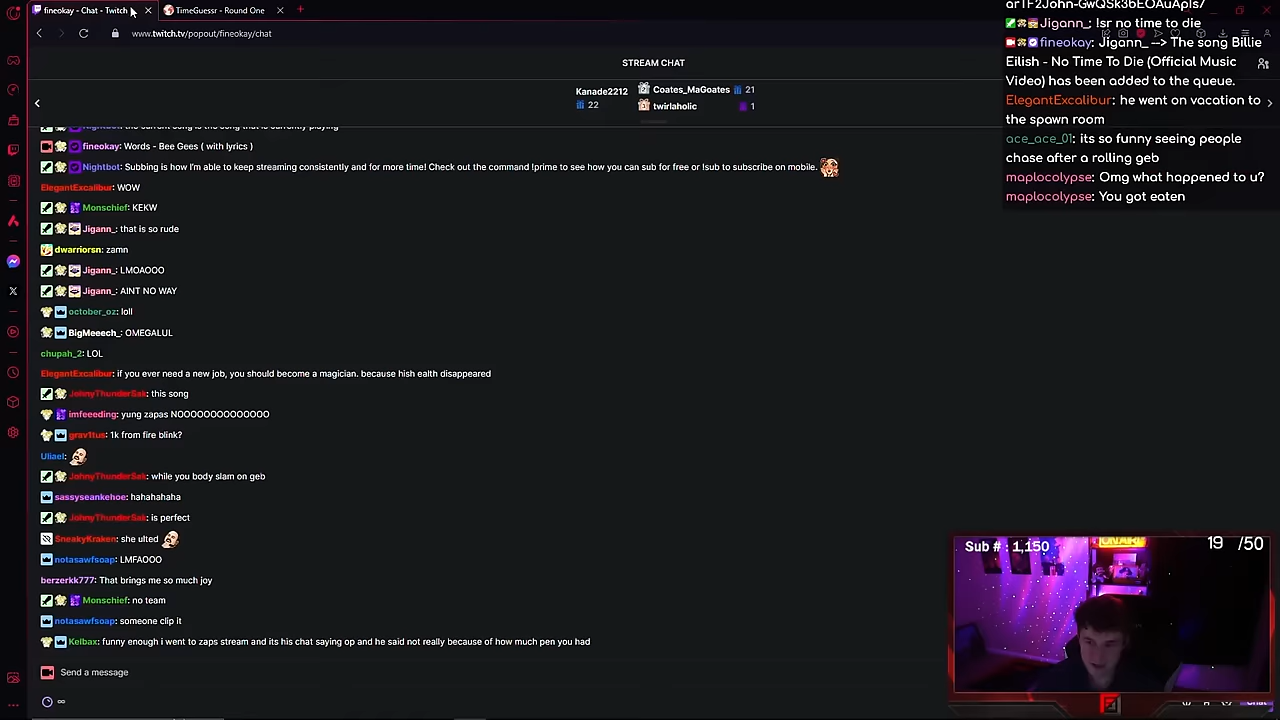 fineokay - Chat - Twitch
TimeGuessr - Round One
www.twitch.tv/popout/fineokay/chat
STREAM CHAT
Kanade2212
22
Coates_MaGoates 21
twirlaholic 1
fineokay: Words - Bee Gees ( with lyrics )
Nightbot: Subbing is how I'm able to keep streaming consistently and for more time! Check out the command !prime to see how you can sub for free or !sub to subscribe on mobile.
ElegantExcalibur: WOW
Monschief: KEKW
Jigann_: that is so rude
dwarriorsn: zamn
Jigann_: LMOAOOO
Jigann_: AINT NO WAY
october_oz: loll
BigMeeech_: OMEGALUL
chupah_2: LOL
ElegantExcalibur: if you ever need a new job, you should become a magician. because hish ealth disappeared
JohnyThunderSak: this song
imfeeeding: yung zapas NOOOOOOOOOOOOOO
grav1tus: 1k from fire blink?
Uliael:
JohnyThunderSak: while you body slam on geb
sassyseankehoe: hahahahaha
JohnyThunderSak: is perfect
SneakyKraken: she ulted
notasawfsoap: LMFAOOO
berzerkk777: That brings me so much joy
Monschief: no team
notasawfsoap: someone clip it
Kelbax: funny enough i went to zaps stream and its his chat saying op and he said not really because of how much pen you had
Send a message
Jigann_: !sr no time to die
fineokay: Jigann_ --> The song Billie
Eilish - No Time To Die (Official Music
Video) has been added to the queue.
ElegantExcalibur: he went on vacation to
the spawn room
ace_ace_01: its so funny seeing people
chase after a rolling geb
maplocolypse: Omg what happened to u?
maplocolypse: You got eaten
Sub # : 1,150
19 /50
Chat